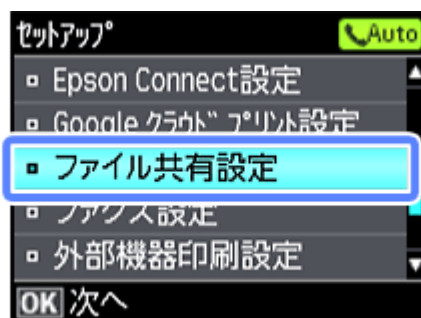 セットアップ
Auto
Epson Connect設定
Google クラウド プリント設定
ファイル共有設定
ファクス設定
外部機器印刷設定
OK 次へ